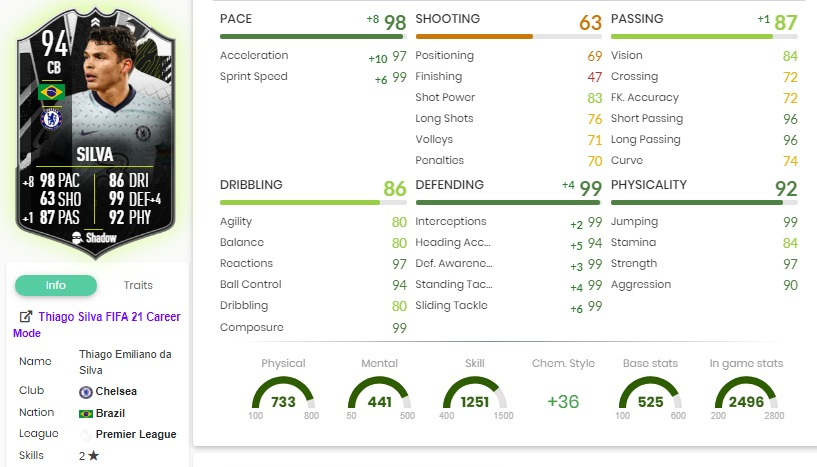 94
CB
SILVA
+8 98 PAC 86 DRI
63 SHO 99 DEF+4
+1 87 PAS 92 PHY
Shadow
Info Traits
Thiago Silva FIFA 21 Career
Mode
Name Thiago Emiliano da
Silva
Club Chelsea
Nation Brazil
League Premier League
Skills 2★
PACE +8 98
Acceleration +10 97
Sprint Speed +6 99
SHOOTING 63
Positioning 69
Finishing 47
Shot Power 83
Long Shots 76
Volleys 71
Penalties 70
PASSING +1 87
Vision 84
Crossing 72
FK. Accuracy 72
Short Passing 96
Long Passing 96
Curve 74
DRIBBLING 86
Agility 80
Balance 80
Reactions 97
Ball Control 94
Dribbling 80
Composure 99
DEFENDING +4 99
Interceptions +2 99
Heading Acc... +5 94
Def. Awarene... +3 99
Standing Tac... +4 99
Sliding Tackle +6 99
PHYSICALITY 92
Jumping 99
Stamina 84
Strength 97
Aggression 90
Physical
733
100 800
Mental
441
50 500
Skill
1251
400 1500
Chem. Style
+36
Base stats
525
100 600
In game stats
2496
200 2800